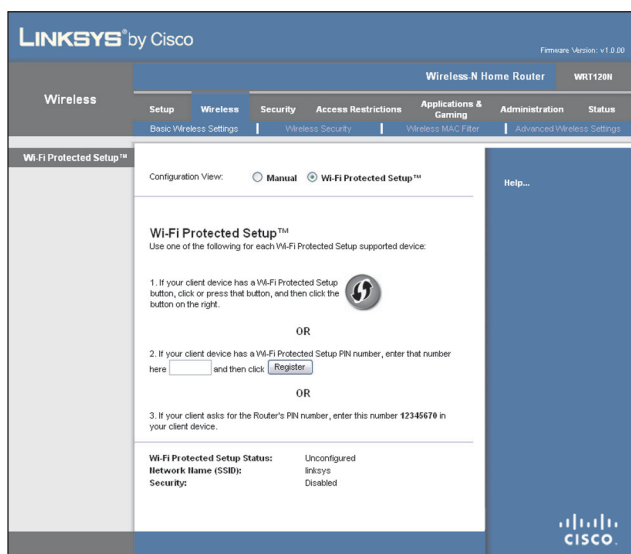 LINKSYS® by Cisco
Firmware Version: v1.0.00
Wireless-N Home Router WRT120N
Wireless
Setup Wireless Security Access Restrictions Applications & Gaming Administration Status
Basic Wireless Settings Wireless Security Wireless MAC Filter Advanced Wireless Settings
Wi-Fi Protected Setup™
Configuration View: Manual Wi-Fi Protected Setup™
Help...
Wi-Fi Protected Setup™
Use one of the following for each Wi-Fi Protected Setup supported device:
1. If your client device has a Wi-Fi Protected Setup
button, click or press that button, and then click the
button on the right.
OR
2. If your client device has a Wi-Fi Protected Setup PIN number, enter that number
here and then click Register
OR
3. If your client asks for the Router's PIN number, enter this number 12345670 in
your client device.
Wi-Fi Protected Setup Status: Unconfigured
Network Name (SSID): linksys
Security: Disabled
CISCO.